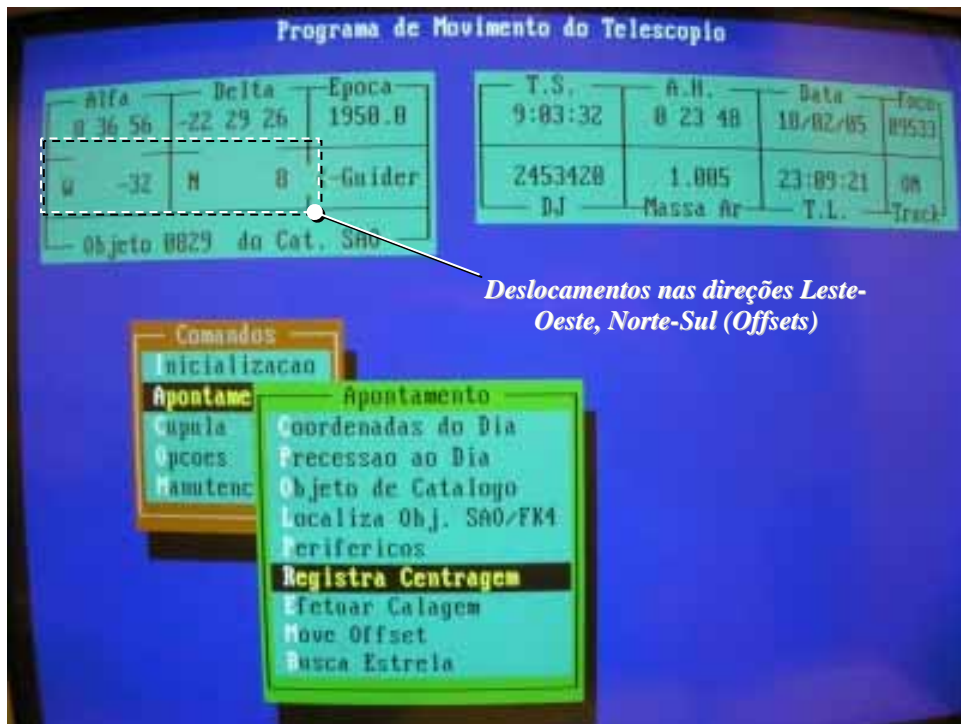 Programa de Movimento do Telescopio
Alfa Delta Epoca
8 36 56 -22 29 26 1950.0
W -32 N 8 -Guider
Objeto 0829 do Cat. SAO
T.S. A.H. Data Foco
9:03:32 0 23 48 18/02/05 09533
2453420 1.005 23:09:21 ON
DJ Massa Ar T.L. Track
Deslocamentos nas direções Leste-
Oeste, Norte-Sul (Offsets)
Comandos
Inicializacao
Apontame
Cupula
Opcoes
Manutenc
Apontamento
Coordenadas do Dia
Precessao ao Dia
Objeto de Catalogo
Localiza Obj. SAO/FK4
Perifericos
Registra Centragem
Efetuar Calagem
Move Offset
Busca Estrela